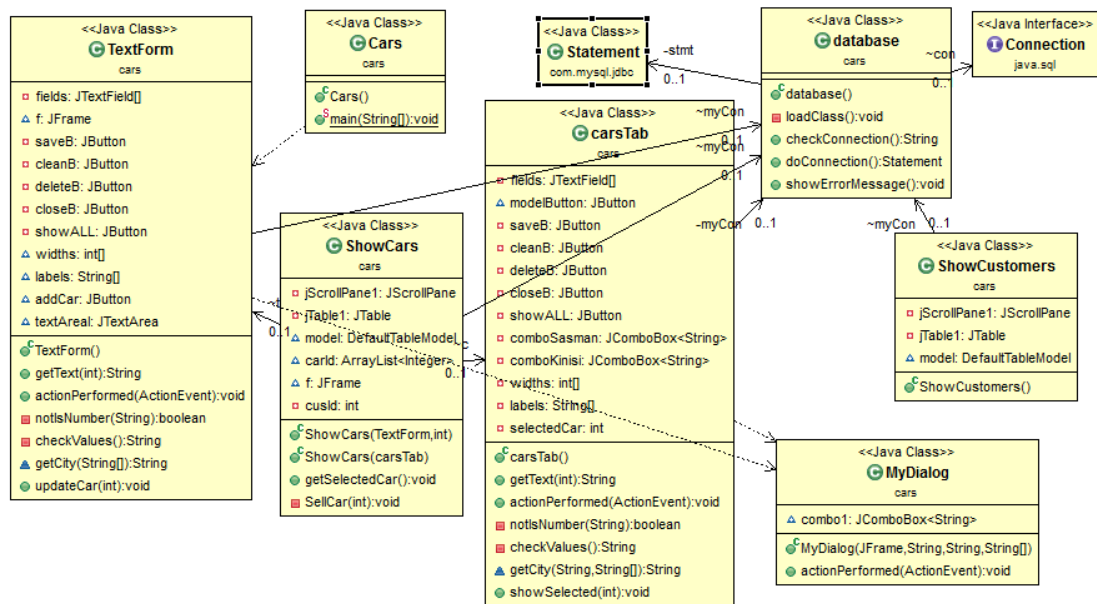 <<Java Class>>
TextForm
cars
fields: JTextField[]
f: JFrame
saveB: JButton
cleanB: JButton
deleteB: JButton
closeB: JButton
showALL: JButton
widths: int[]
labels: String[]
addCar: JButton
textAreal: JTextArea
TextForm()
getText(int):String
actionPerformed(ActionEvent):void
notIsNumber(String):boolean
checkValues():String
getCity(String[]):String
updateCar(int):void
<<Java Class>>
Cars
cars
Cars()
main(String[]):void
<<Java Class>>
ShowCars
cars
jScrollPane1: JScrollPane
jTable1: JTable
model: DefaultTableModel
carId: ArrayList<Integer>
f: JFrame
cusId: int
ShowCars(TextForm,int)
ShowCars(carsTab)
getSelectedCar():void
SellCar(int):void
<<Java Class>>
Statement
com.mysql.jdbc
<<Java Class>>
carsTab
cars
fields: JTextField[]
modelButton: JButton
saveB: JButton
cleanB: JButton
deleteB: JButton
closeB: JButton
showALL: JButton
comboSasman: JComboBox<String>
comboKinisi: JComboBox<String>
widths: int[]
labels: String[]
selectedCar: int
carsTab()
getText(int):String
actionPerformed(ActionEvent):void
notIsNumber(String):boolean
checkValues():String
getCity(String,String[]):String
showSelected(int):void
<<Java Class>>
database
cars
database()
loadClass():void
checkConnection():String
doConnection():Statement
showErrorMessage():void
<<Java Interface>>
Connection
java.sql
<<Java Class>>
ShowCustomers
cars
jScrollPane1: JScrollPane
jTable1: JTable
model: DefaultTableModel
ShowCustomers()
<<Java Class>>
MyDialog
cars
combo1: JComboBox<String>
MyDialog(JFrame,String,String,String[])
actionPerformed(ActionEvent):void
-stmt
0..1
~con
0..1
~myCon
0..1
~myCon
0..1
-myCon
0..1
~myCon
0..1
0..1
0..1